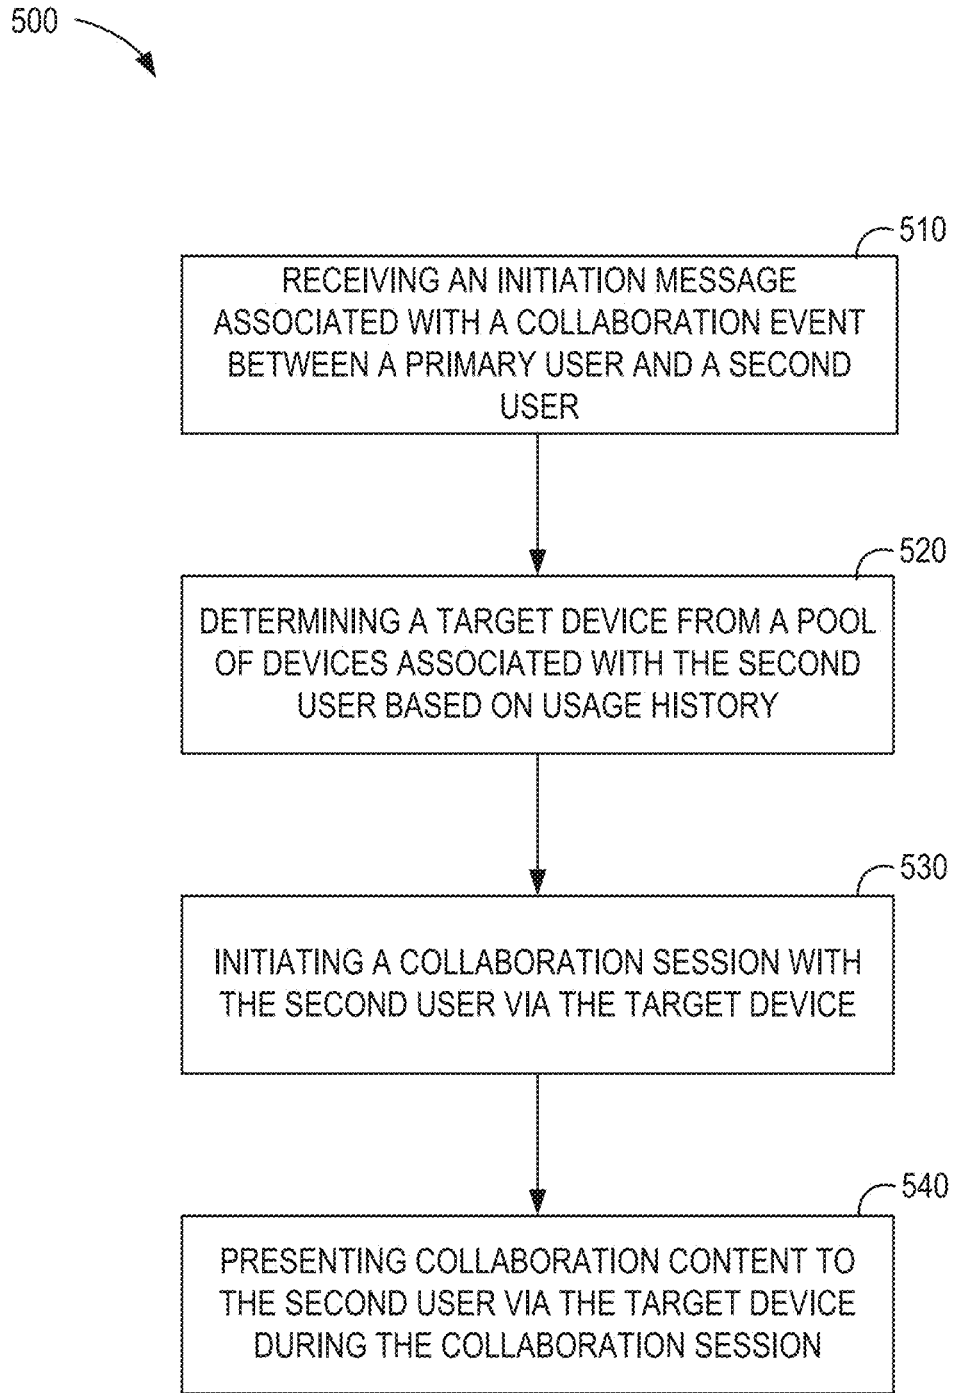 500
510
RECEIVING AN INITIATION MESSAGE
ASSOCIATED WITH A COLLABORATION EVENT
BETWEEN A PRIMARY USER AND A SECOND
USER
520
DETERMINING A TARGET DEVICE FROM A POOL
OF DEVICES ASSOCIATED WITH THE SECOND
USER BASED ON USAGE HISTORY
530
INITIATING A COLLABORATION SESSION WITH
THE SECOND USER VIA THE TARGET DEVICE
540
PRESENTING COLLABORATION CONTENT TO
THE SECOND USER VIA THE TARGET DEVICE
DURING THE COLLABORATION SESSION